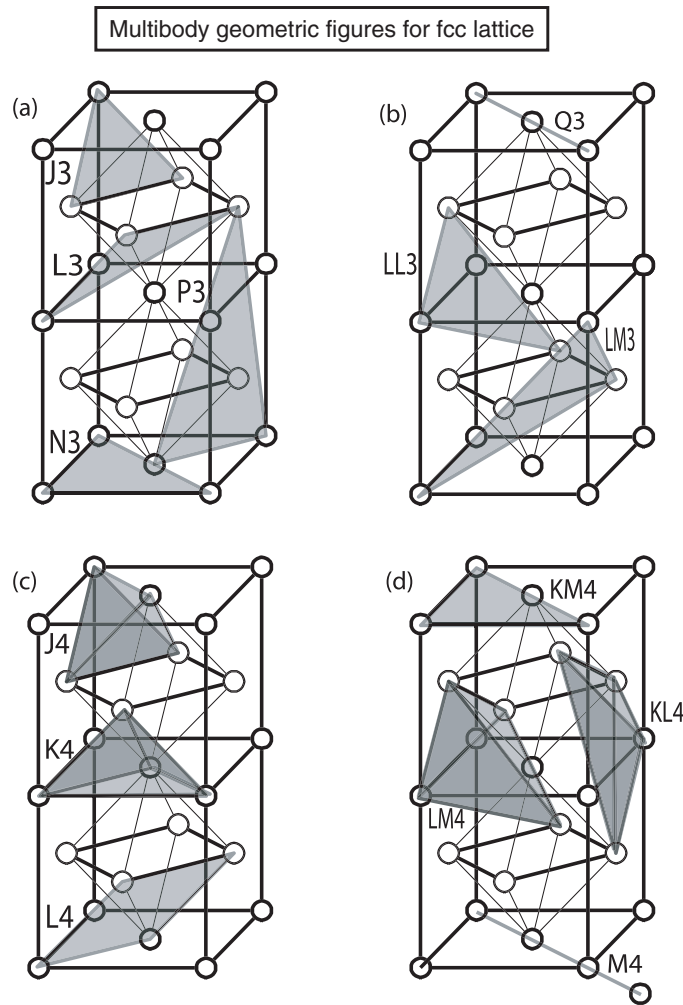 Multibody geometric figures for fcc lattice
(a)
J3
L3
P3
N3
(b)
Q3
LL3
LM3
(c)
J4
K4
L4
(d)
KM4
KL4
LM4
M4